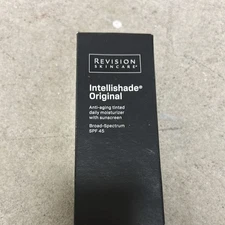 REVISION
SKINCARE®
Intellishade®
Original
Anti-aging tinted
daily moisturizer
with sunscreen
Broad-Spectrum
SPF 45